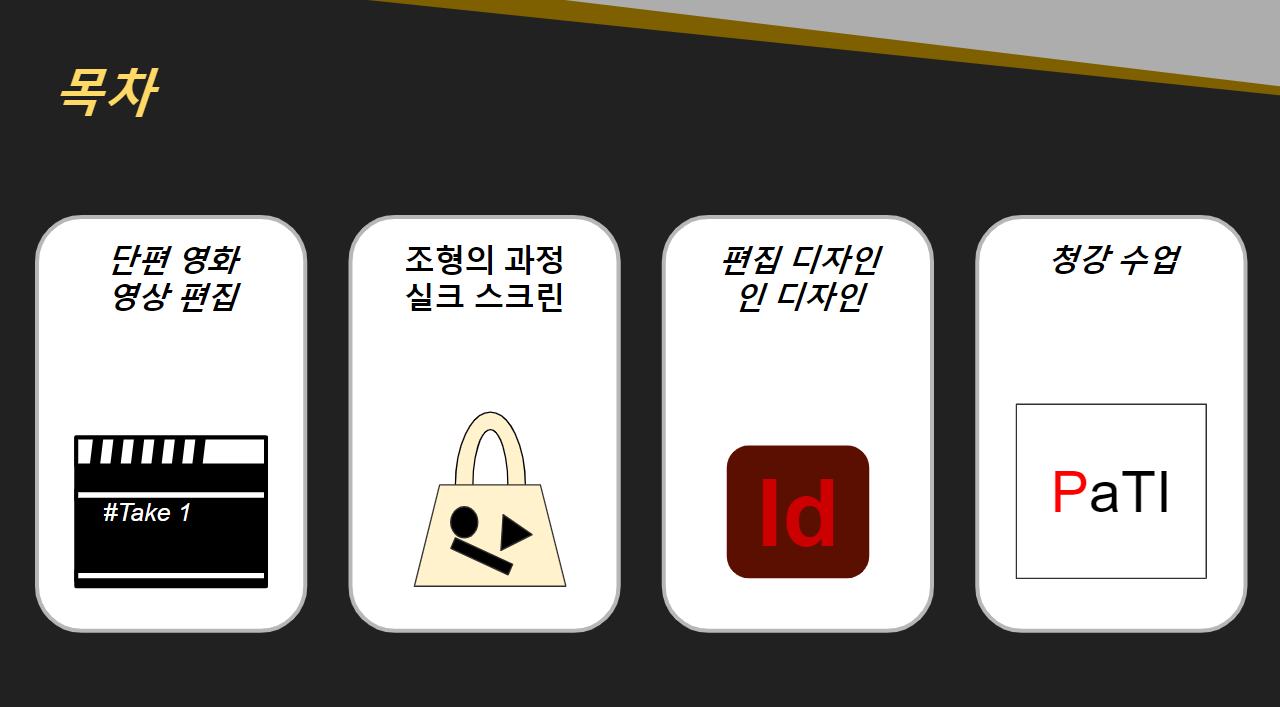 목차
단편 영화
영상 편집
조형의 과정
실크 스크린
편집 디자인
인 디자인
청강 수업
#Take 1
Id
PaTI